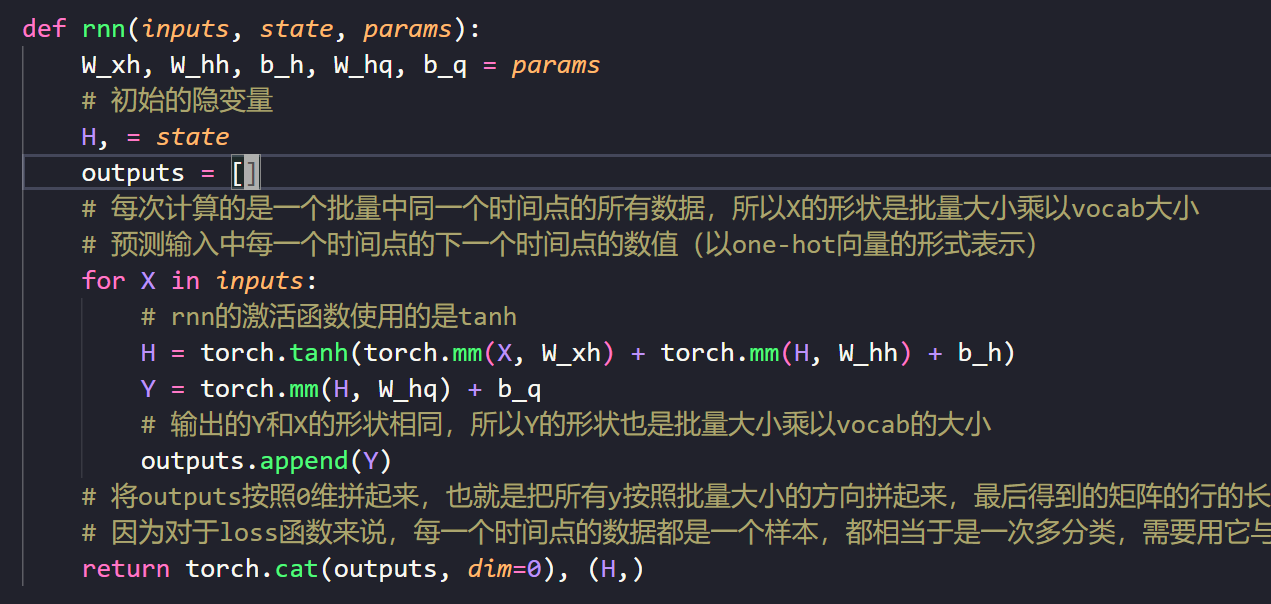 def rnn(inputs, state, params):
    W_xh, W_hh, b_h, W_hq, b_q = params
    # 初始的隐变量
    H, = state
    outputs = []
    # 每次计算的是一个批量中同一个时间点的所有数据，所以X的形状是批量大小乘以vocab大小
    # 预测输入中每一个时间点的下一个时间点的数值（以one-hot向量的形式表示）
    for X in inputs:
        # rnn的激活函数使用的是tanh
        H = torch.tanh(torch.mm(X, W_xh) + torch.mm(H, W_hh) + b_h)
        Y = torch.mm(H, W_hq) + b_q
        # 输出的Y和X的形状相同，所以Y的形状也是批量大小乘以vocab的大小
        outputs.append(Y)
    # 将outputs按照0维拼起来，也就是把所有y按照批量大小的方向拼起来，最后得到的矩阵的行的长
    # 因为对于loss函数来说，每一个时间点的数据都是一个样本，都相当于是一次多分类，需要用它与
    return torch.cat(outputs, dim=0), (H,)